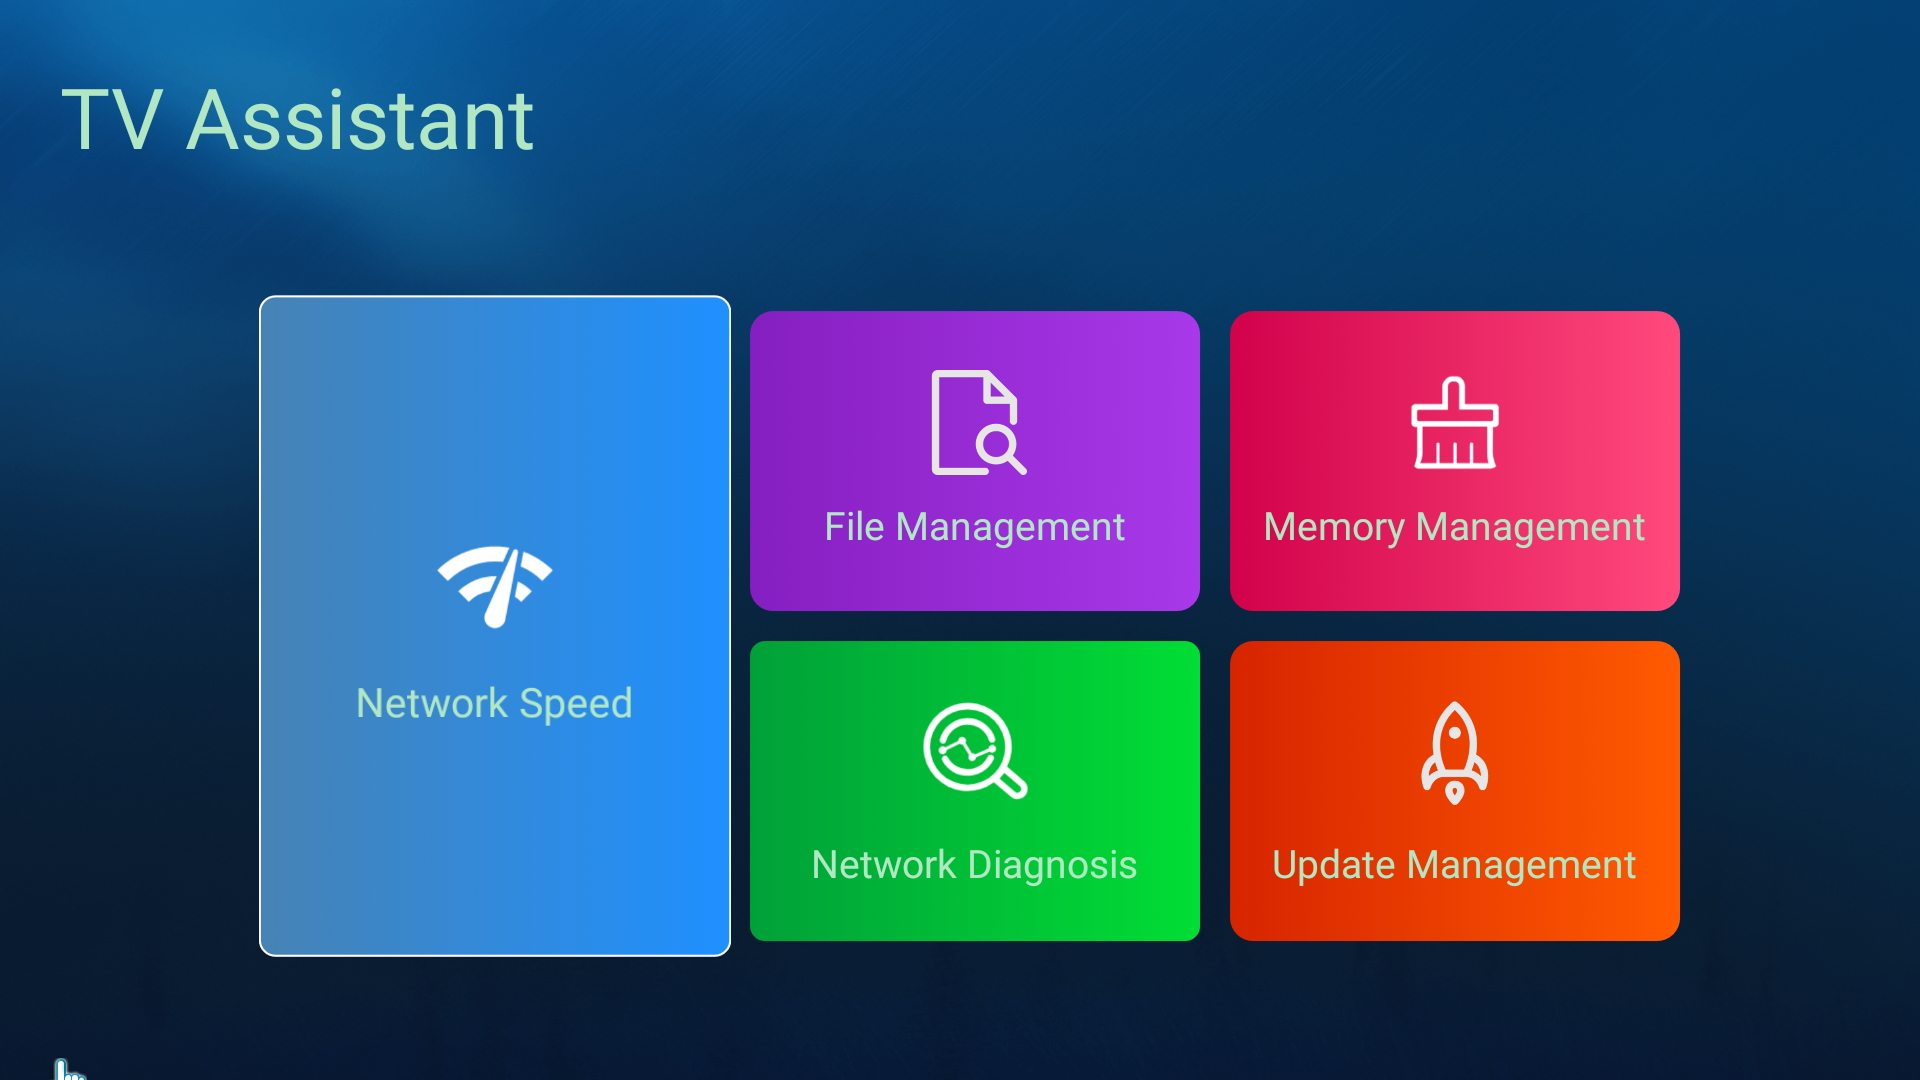 TV Assistant
Network Speed
File Management
Memory Management
Network Diagnosis
Update Management